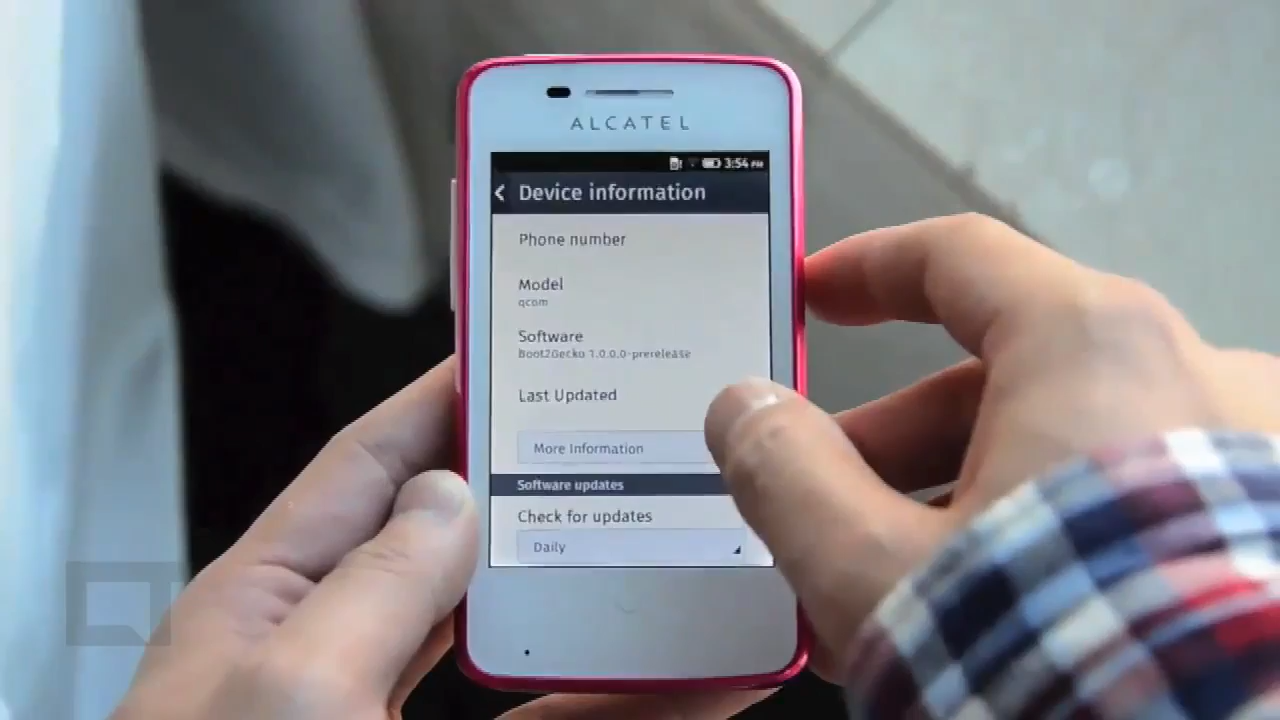 ALCATEL
3:54 PM
Device information
Phone number
Model
qcom
Software
Boot2Gecko 1.0.0.0-prerelease
Last Updated
More Information
Software updates
Check for updates
Daily